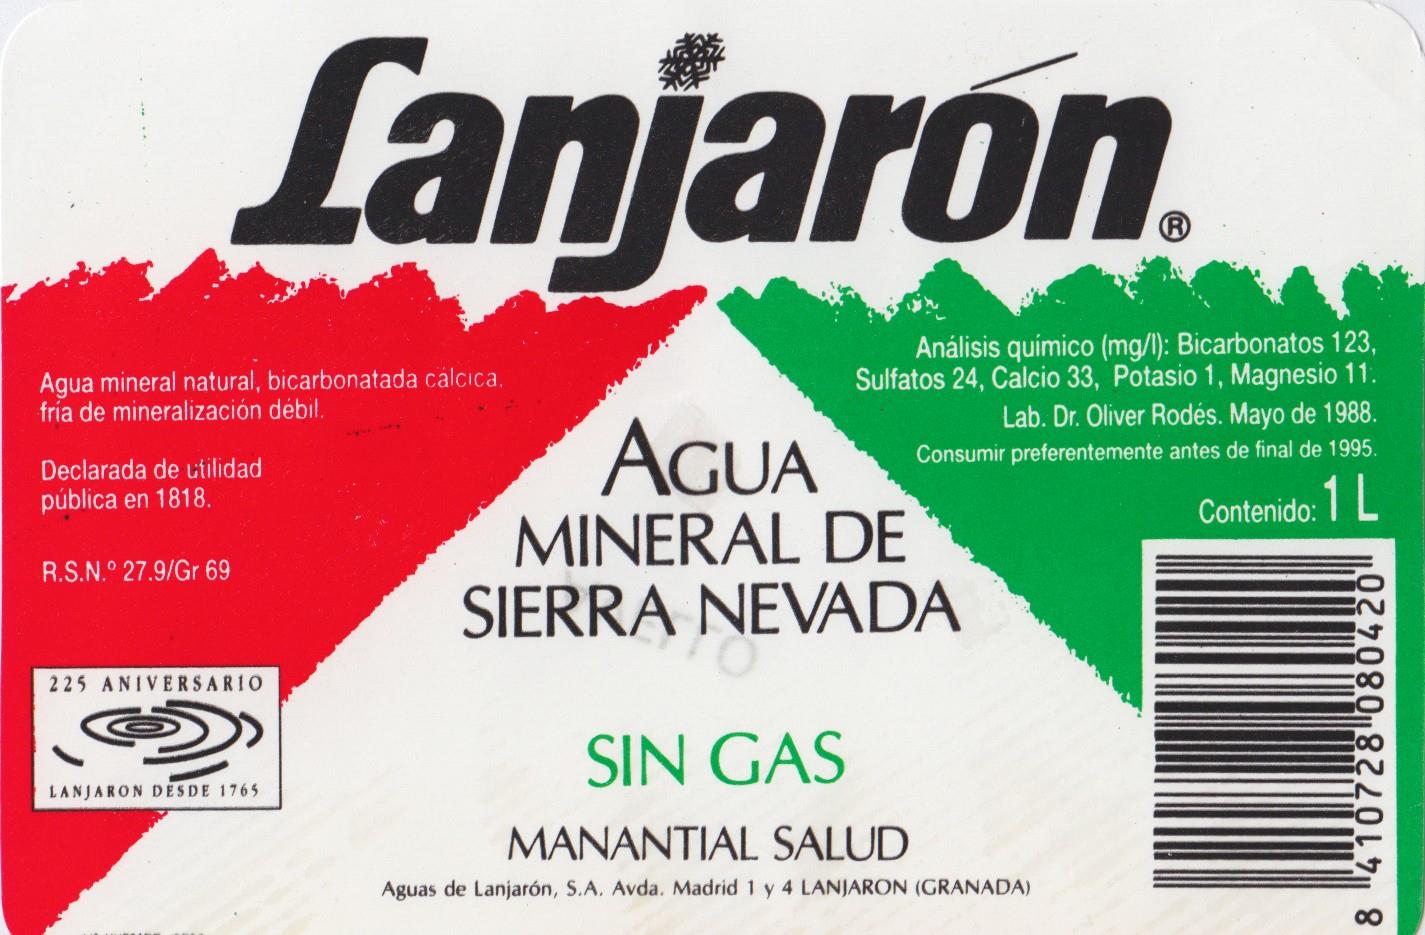 Lanjarón®
Agua mineral natural, bicarbonatada cálcica,
fría de mineralización débil.
Declarada de utilidad
pública en 1818.
R.S.N.º 27.9/Gr 69
225 ANIVERSARIO
LANJARON DESDE 1765
AGUA
MINERAL DE
SIERRA NEVADA
SIN GAS
MANANTIAL SALUD
Aguas de Lanjarón, S.A. Avda. Madrid 1 y 4 LANJARON (GRANADA)
Análisis químico (mg/l): Bicarbonatos 123,
Sulfatos 24, Calcio 33, Potasio 1, Magnesio 11.
Lab. Dr. Oliver Rodés. Mayo de 1988.
Consumir preferentemente antes de final de 1995.
Contenido: 1 L
8 410728 080420